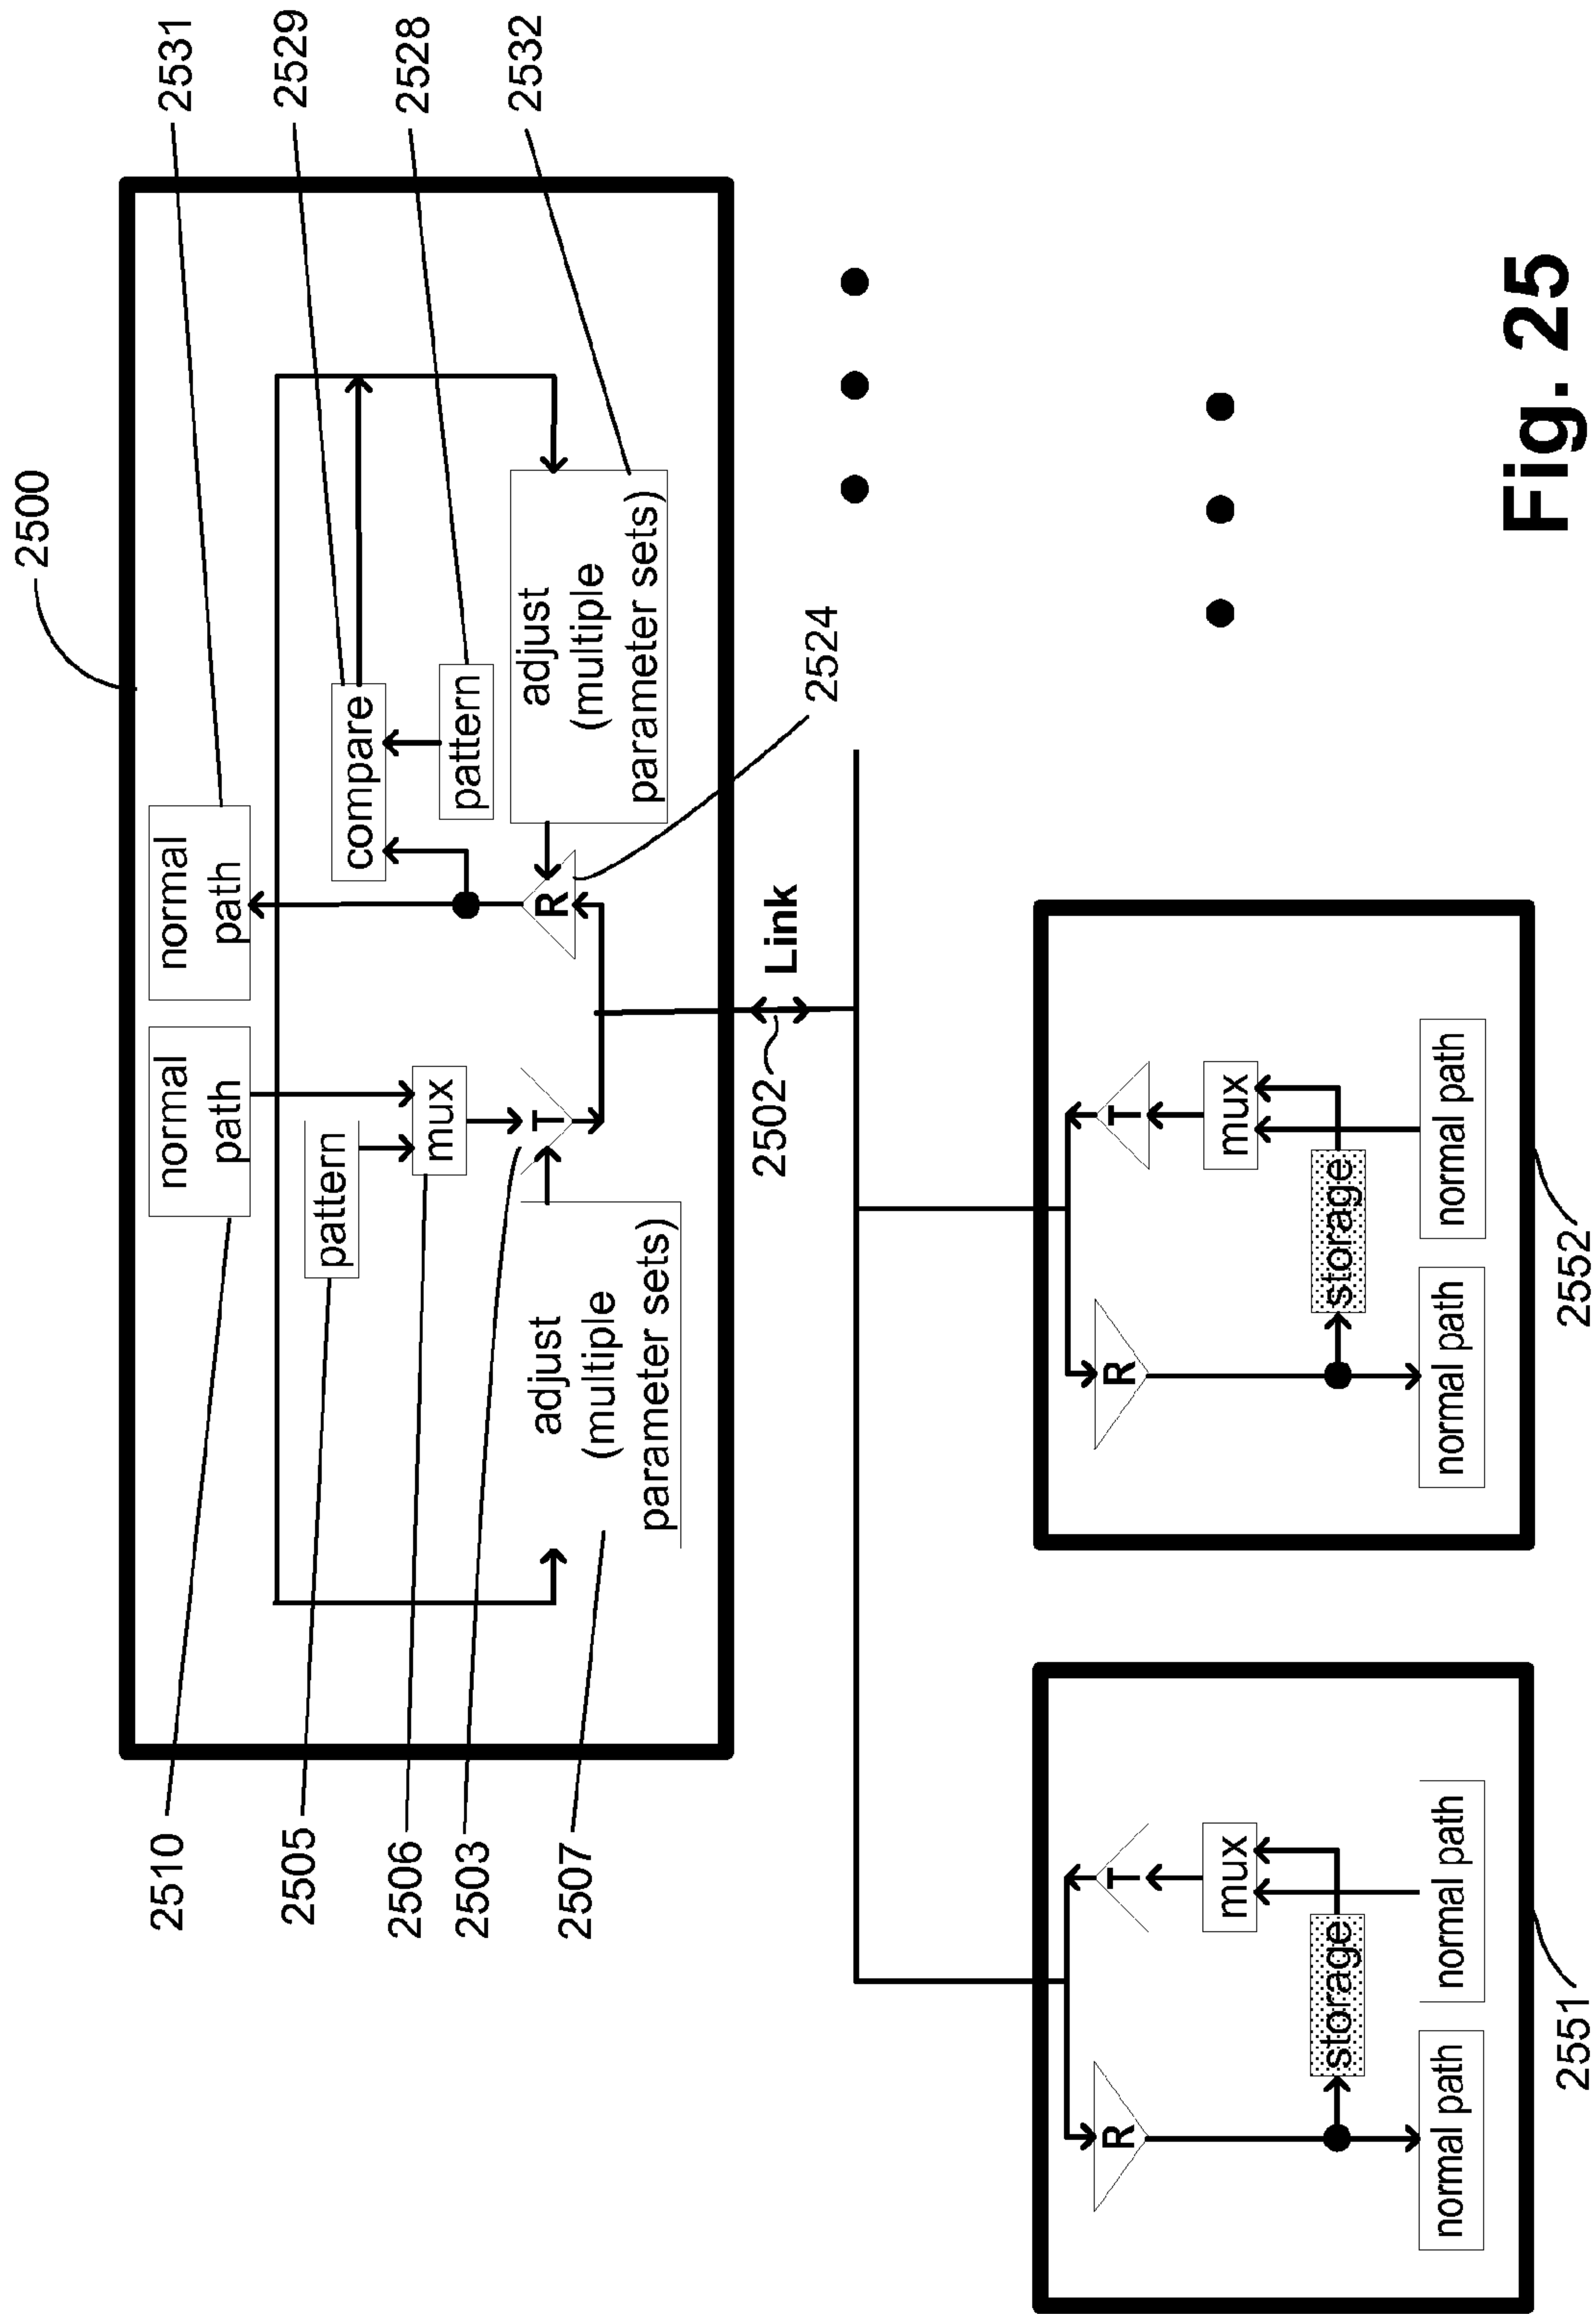 2500
2510
2505
2506
2503
2507
2531
2529
2528
2532
normal
path
normal
path
pattern
mux
T
adjust
(multiple
parameter sets)
compare
pattern
R
adjust
(multiple
parameter sets)
2524
2502
Link
R
T
mux
storage
normal path
normal path
2551
R
T
mux
storage
normal path
normal path
2552
Fig. 25